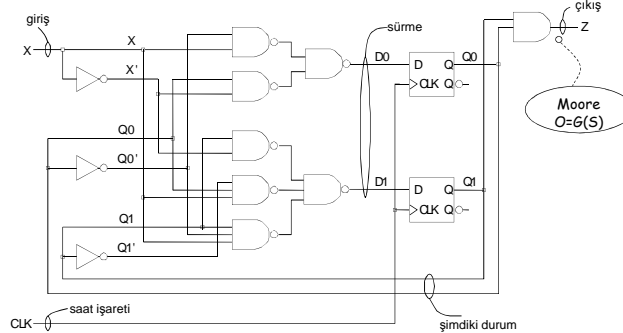 giriş
X
X
X'
Q0
Q0'
Q1
Q1'
CLK
saat işareti
sürme
D0
D1
D Q
CLK Q
D Q
CLK Q
Q0
Q1
çıkış
Z
Moore
O=G(S)
şimdiki durum